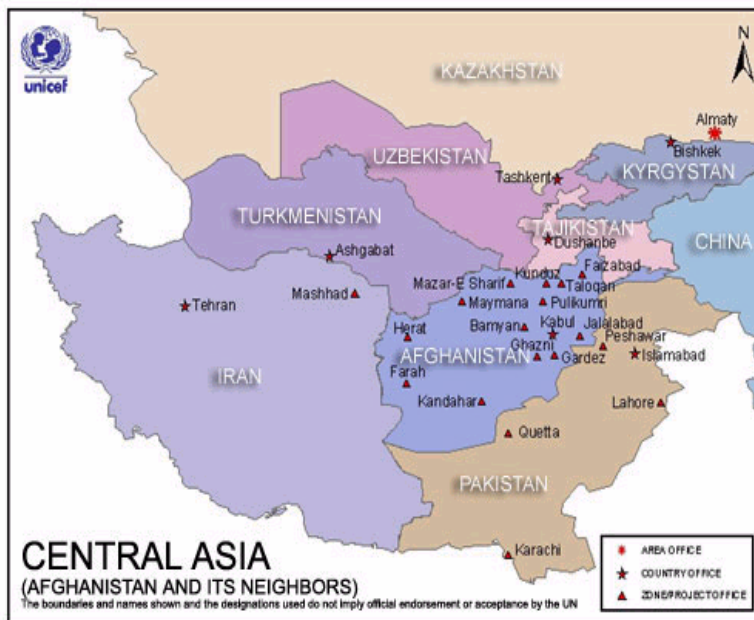 unicef
N
KAZAKHSTAN
Almaty
Bishkek
UZBEKISTAN
KYRGYSTAN
Tashkent
TURKMENISTAN
TAJIKISTAN
CHINA
Dushanbe
Ashgabat
Faizabad
Kunduz
Mazar-E Sharif
Taloqan
Mashhad
Tehran
Maymana
Pulikumri
Bamyan
Kabul
Jalalabad
Herat
Peshawar
Ghazni
AFGHANISTAN
Gardez
Islamabad
IRAN
Farah
Kandahar
Lahore
Quetta
PAKISTAN
Karachi
CENTRAL ASIA
(AFGHANISTAN AND ITS NEIGHBORS)
The boundaries and names shown and the designations used do not imply official endorsement or acceptance by the UN
AREA OFFICE
COUNTRY OFFICE
ZONE/PROJECT OFFICE